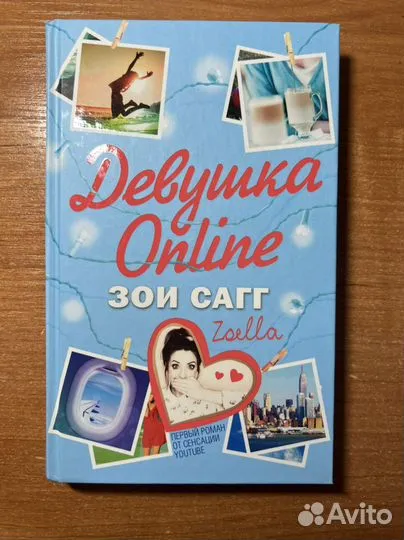 Девушка
Online
ЗОИ САГГ
Zoella
ПЕРВЫЙ РОМАН
ОТ СЕНСАЦИИ
YOUTUBE
Avito